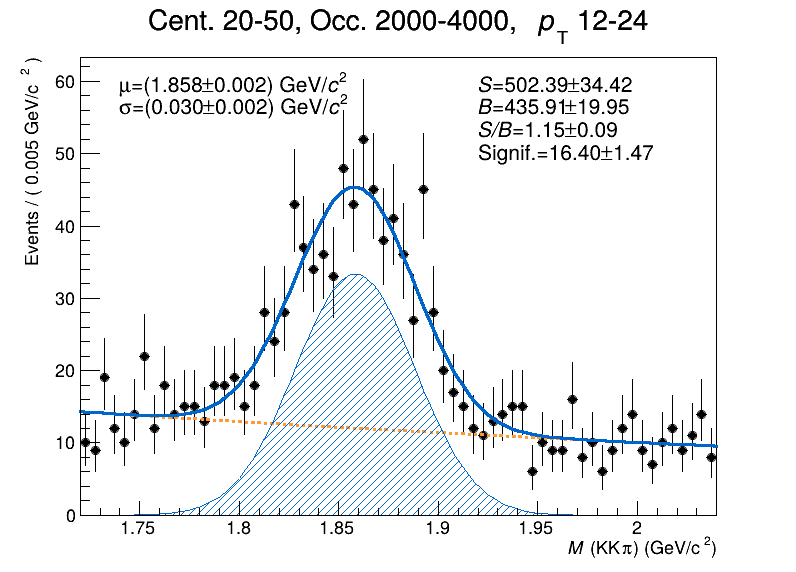 Cent. 20-50, Occ. 2000-4000, p_T 12-24
μ=(1.858±0.002) GeV/c²
σ=(0.030±0.002) GeV/c²
S=502.39±34.42
B=435.91±19.95
S/B=1.15±0.09
Signif.=16.40±1.47
Events / ( 0.005 GeV/c² )
60
50
40
30
20
10
0
1.75 1.8 1.85 1.9 1.95 2
M (KKπ) (GeV/c²)